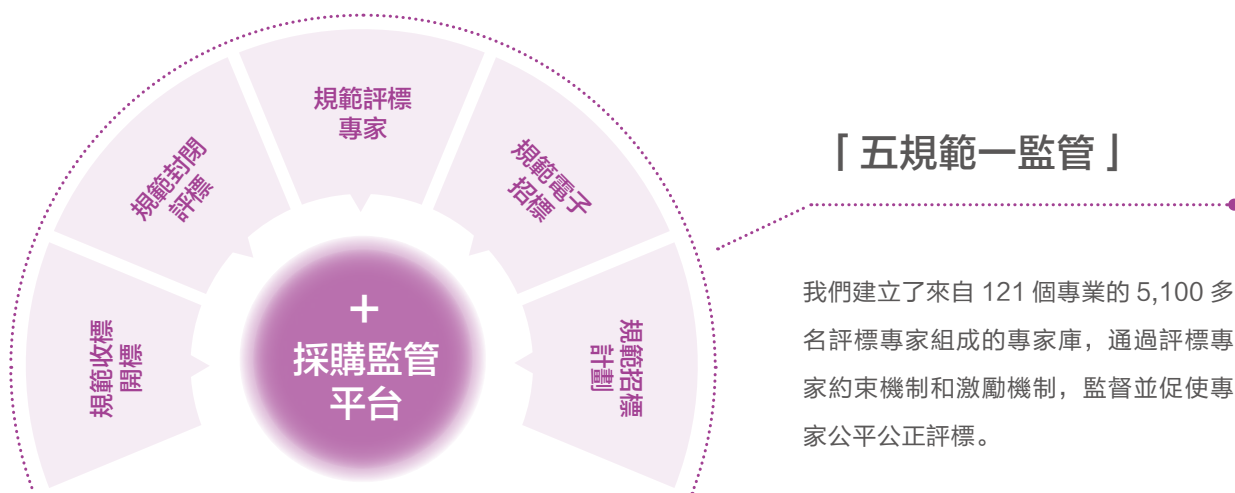 規範收標
開標
規範封閉
評標
規範評標
專家
規範電子
招標
規範招標
計劃
+
採購監管
平台
「五規範一監管」
我們建立了來自 121 個專業的 5,100 多
名評標專家組成的專家庫，通過評標專
家約束機制和激勵機制，監督並促使專
家公平公正評標。